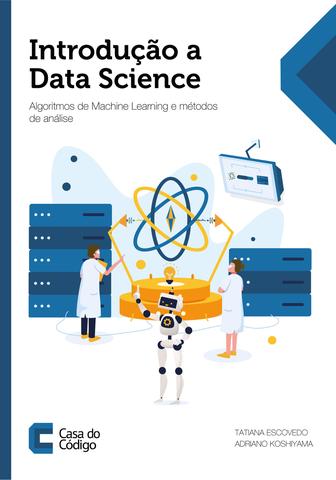 Introdução a
Data Science
Algoritmos de Machine Learning e métodos
de análise
Casa do
Código
TATIANA ESCOVEDO
ADRIANO KOSHIYAMA